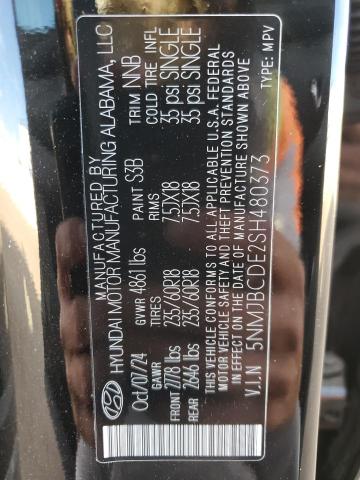 MANUFACTURED BY
HYUNDAI MOTOR MANUFACTURING ALABAMA, LLC
Oct/07/24 GVWR 4861 lbs PAINT S3B TRIM NNB
GAWR TIRES RIMS COLD TIRE INFL
FRONT 2778 lbs 235/60R18 7.5JX18 35 psi SINGLE
REAR 2646 lbs 235/60R18 7.5JX18 35 psi SINGLE
THIS VEHICLE CONFORMS TO ALL APPLICABLE U.S.A. FEDERAL
MOTOR VEHICLE SAFETY AND THEFT PREVENTION STANDARDS
IN EFFECT ON THE DATE OF MANUFACTURE SHOWN ABOVE
V.I.N 5NMJBCDE2SH480373 TYPE: MPV